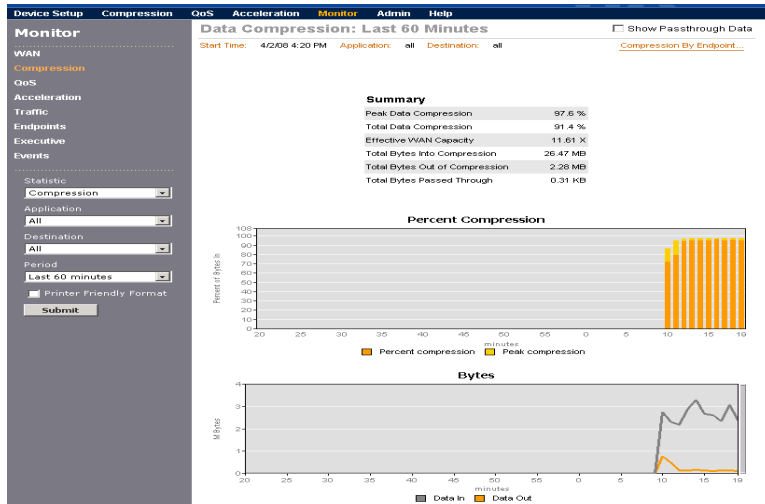 Device Setup Compression QoS Acceleration Monitor Admin Help
Monitor
WAN
Compression
QoS
Acceleration
Traffic
Endpoints
Executive
Events
Statistic
Compression
Application
All
Destination
All
Period
Last 60 minutes
Printer Friendly Format
Submit
Data Compression: Last 60 Minutes
Show Passthrough Data
Start Time: 4/2/08 4:20 PM Application: all Destination: all
Compression By Endpoint...
Summary
Peak Data Compression 97.6 %
Total Data Compression 91.4 %
Effective WAN Capacity 11.61 X
Total Bytes Into Compression 26.47 MB
Total Bytes Out of Compression 2.28 MB
Total Bytes Passed Through 0.31 KB
Percent Compression
Percent of Bytes In
108
100
90
80
70
60
50
40
30
20
10
0
20 25 30 35 40 45 50 55 0 5 10 15 19
minutes
Percent compression Peak compression
Bytes
M Bytes
4
3
2
1
0
20 25 30 35 40 45 50 55 0 5 10 15 19
minutes
Data In Data Out